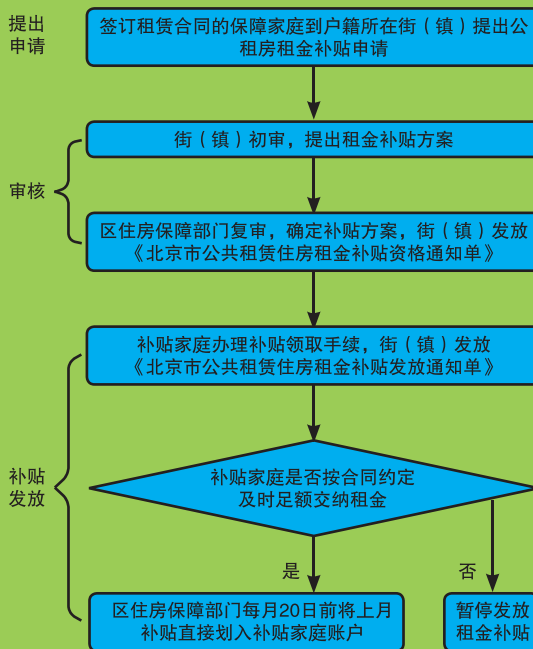 提出
申请
签订租赁合同的保障家庭到户籍所在街（镇）提出公
租房租金补贴申请
街（镇）初审，提出租金补贴方案
审核
区住房保障部门复审，确定补贴方案，街（镇）发放
《北京市公共租赁住房租金补贴资格通知单》
补贴家庭办理补贴领取手续，街（镇）发放
《北京市公共租赁住房租金补贴发放通知单》
补贴
发放
补贴家庭是否按合同约定
及时足额交纳租金
是
否
区住房保障部门每月20日前将上月
补贴直接划入补贴家庭账户
暂停发放
租金补贴